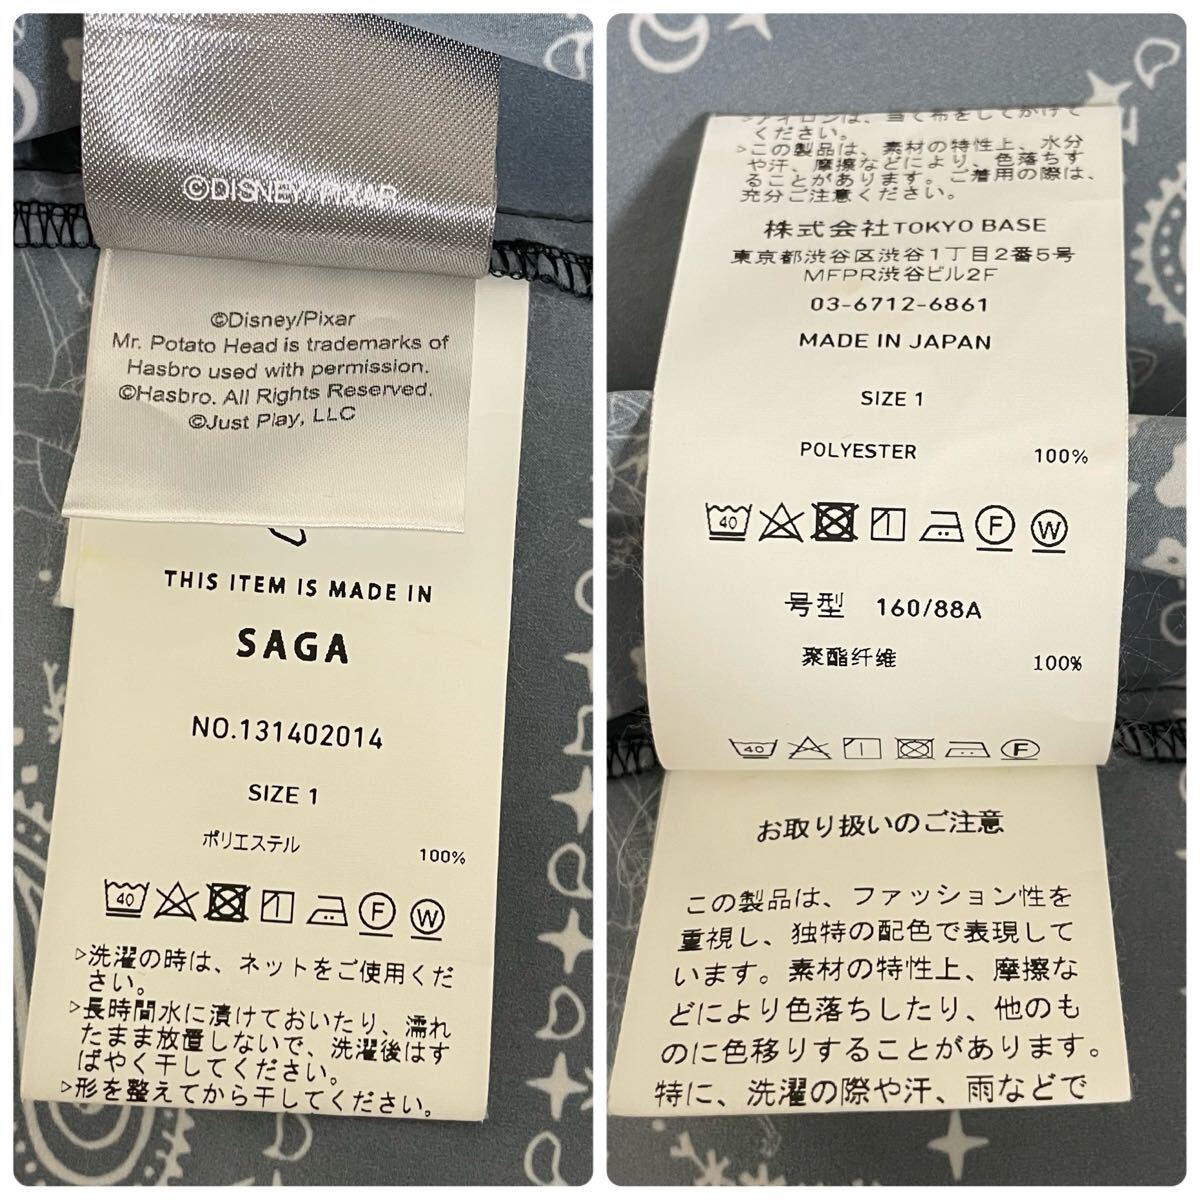 ©DISNEY/PIXAR
©Disney/Pixar
Mr. Potato Head is trademarks of
Hasbro used with permission.
©Hasbro. All Rights Reserved.
©Just Play, LLC
THIS ITEM IS MADE IN
SAGA
NO.131402014
SIZE 1
ポリエステル 100%
40 F W
▷洗濯の時は、ネットをご使用くだ
さい。
▷長時間水に漬けておいたり、濡れ
たまま放置しないで、洗濯後はす
ばやく干してください。
▷形を整えてから干してください。
▷アイロンは、当て布をしてかけて
ください。
▷この製品は、素材の特性上、水分
や汗、摩擦などにより、色落ちす
ることがあります。ご着用の際は、
充分ご注意ください。
株式会社TOKYO BASE
東京都渋谷区渋谷1丁目2番5号
MFPR渋谷ビル2F
03-6712-6861
MADE IN JAPAN
SIZE 1
POLYESTER 100%
40 F W
号型 160/88A
聚酯纤维 100%
40 F
お取り扱いのご注意
この製品は、ファッション性を
重視し、独特の配色で表現して
います。素材の特性上、摩擦な
どにより色落ちしたり、他のも
のに色移りすることがあります。
特に、洗濯の際や汗、雨などで